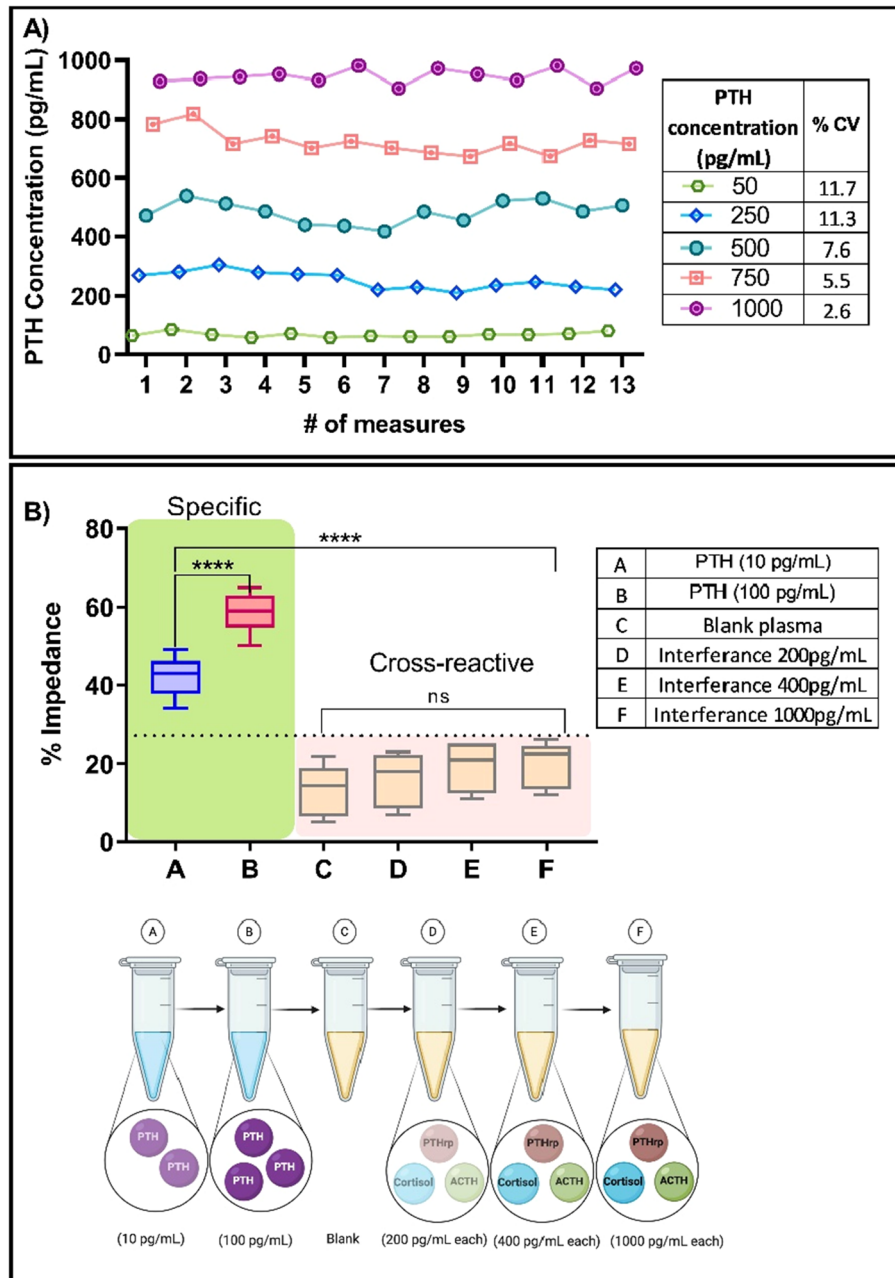 A)
PTH Concentration (pg/mL)
1000
800
600
400
200
0
1 2 3 4 5 6 7 8 9 10 11 12 13
# of measures
PTH concentration (pg/mL) % CV
50 11.7
250 11.3
500 7.6
750 5.5
1000 2.6
B)
Specific
% Impedance
80
60
40
20
0
****
****
Cross-reactive
ns
A B C D E F
A PTH (10 pg/mL)
B PTH (100 pg/mL)
C Blank plasma
D Interferance 200pg/mL
E Interferance 400pg/mL
F Interferance 1000pg/mL
A B C D E F
PTH
PTH
PTH
PTH
PTH
PTHrp
Cortisol ACTH
PTHrp
Cortisol ACTH
PTHrp
Cortisol ACTH
(10 pg/mL) (100 pg/mL) Blank (200 pg/mL each) (400 pg/mL each) (1000 pg/mL each)